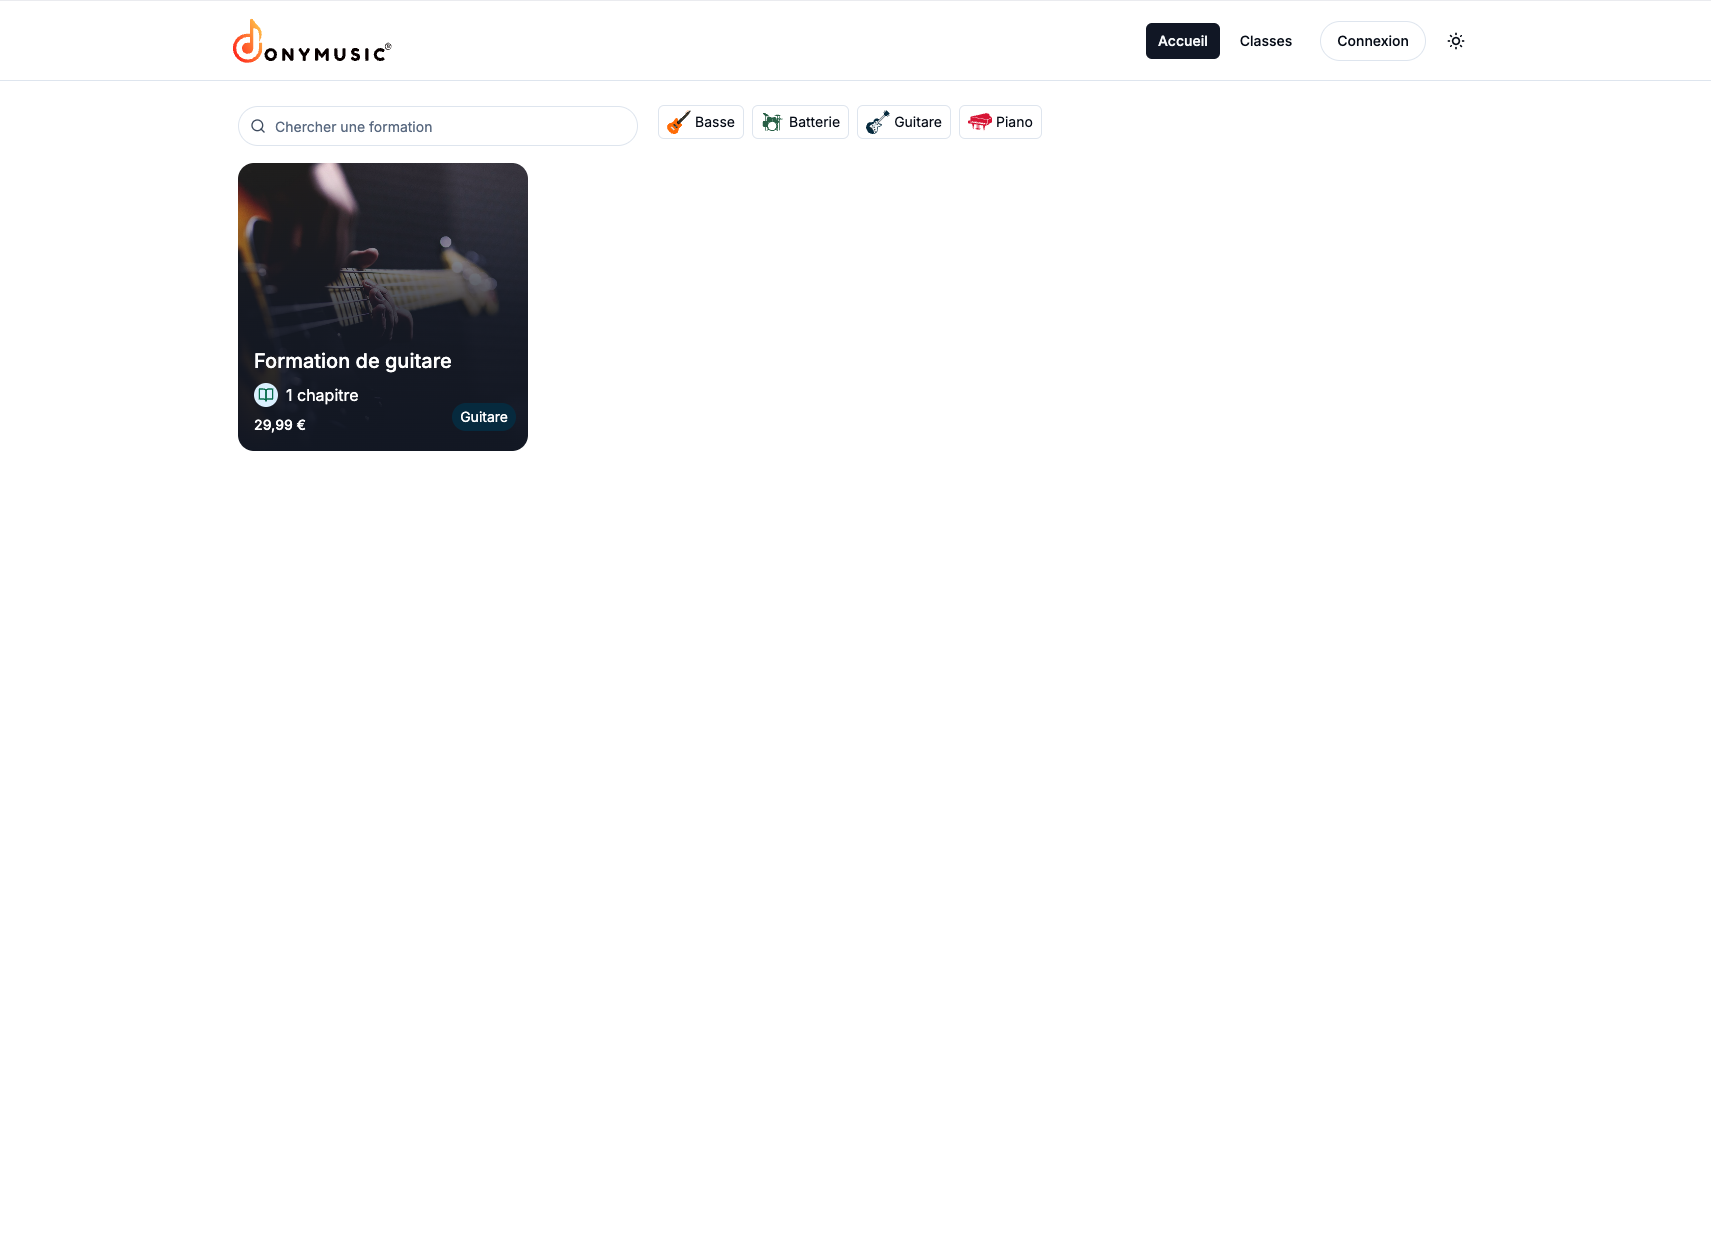 ONYMUSIC®
Accueil
Classes
Connexion
Chercher une formation
Basse
Batterie
Guitare
Piano
Formation de guitare
1 chapitre
29,99 €
Guitare